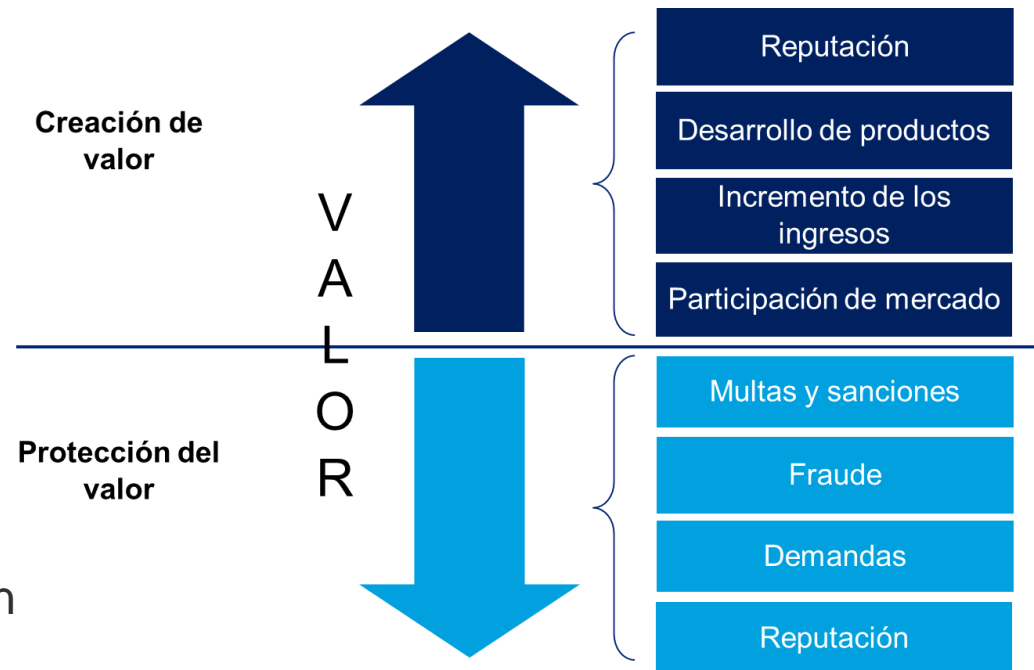 Creación de
valor
VALOR
Reputación
Desarrollo de productos
Incremento de los
ingresos
Participación de mercado
Protección del
valor
Multas y sanciones
Fraude
Demandas
Reputación
n